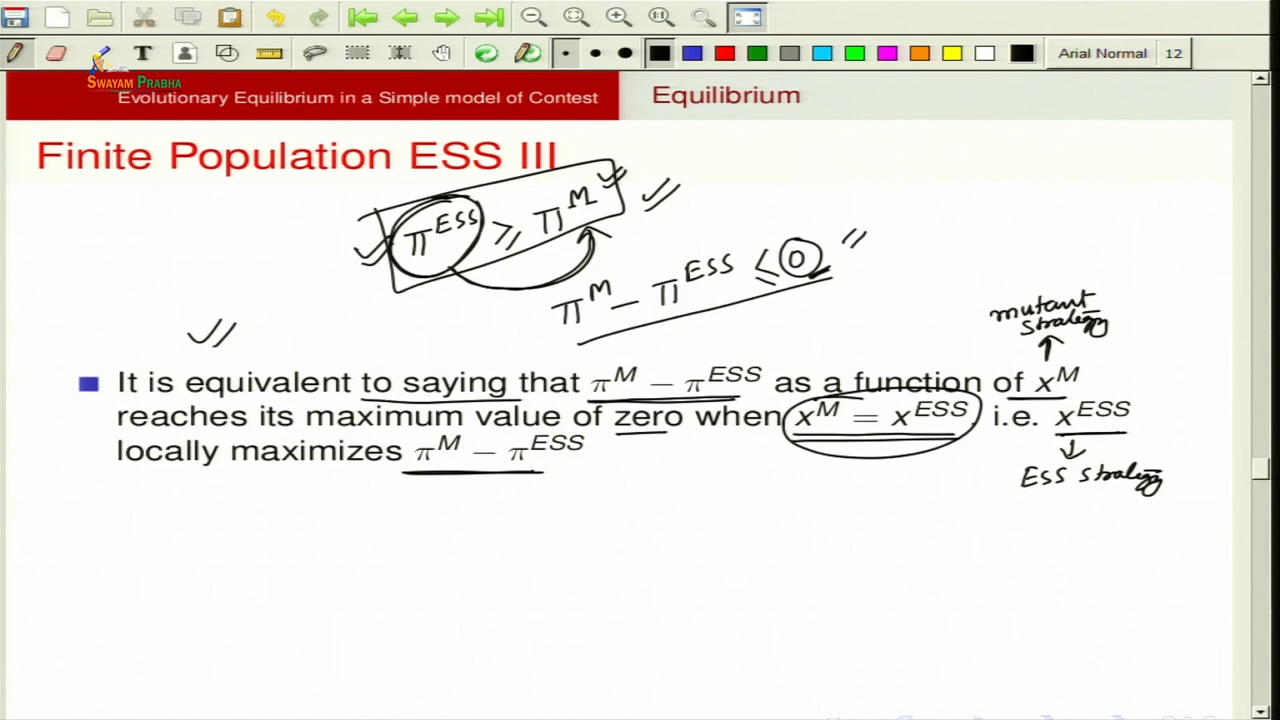 Arial Normal 12
SWAYAM PRABHA
Evolutionary Equilibrium in a Simple model of Contest
Equilibrium
Finite Population ESS III
π^ESS ≥ π^M
π^M − π^ESS ≤ 0
mutant
strategy
It is equivalent to saying that π^M − π^ESS as a function of x^M
reaches its maximum value of zero when x^M = x^ESS, i.e. x^ESS
locally maximizes π^M − π^ESS
ESS strategy